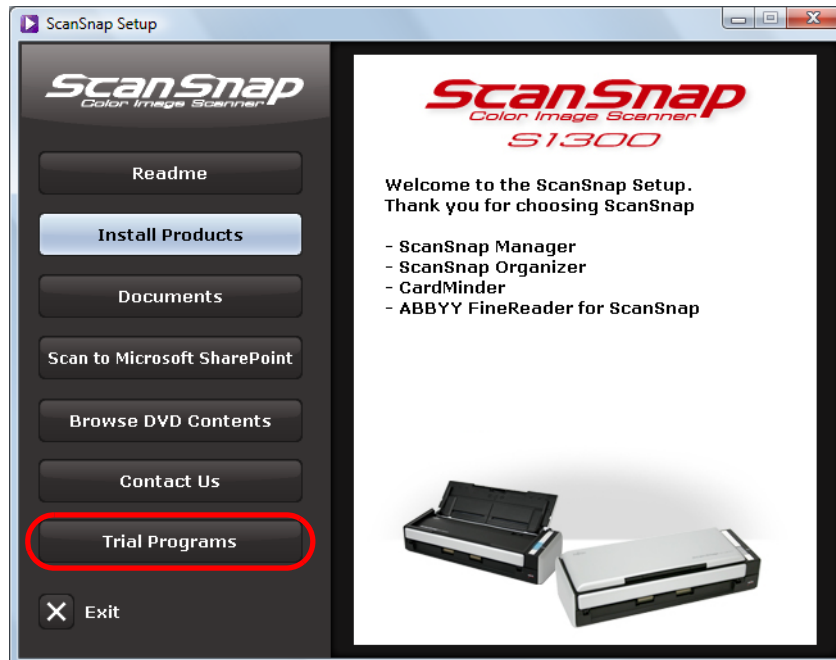 ScanSnap Setup
ScanSnap
Color Image Scanner
Readme
Install Products
Documents
Scan to Microsoft SharePoint
Browse DVD Contents
Contact Us
Trial Programs
Exit
ScanSnap
Color Image Scanner
S1300
Welcome to the ScanSnap Setup.
Thank you for choosing ScanSnap
- ScanSnap Manager
- ScanSnap Organizer
- CardMinder
- ABBYY FineReader for ScanSnap